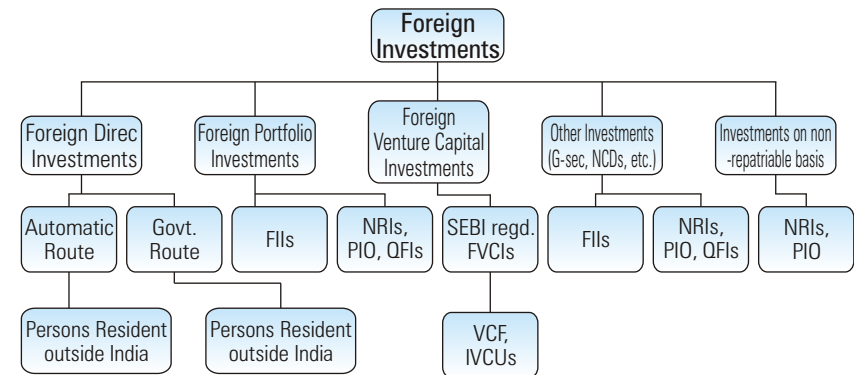 Foreign
Investments
Foreign Direc
Investments
Foreign Portfolio
Investments
Foreign
Venture Capital
Investments
Other Investments
(G-sec, NCDs, etc.)
Investments on non
-repatriable basis
Automatic
Route
Govt.
Route
FIIs
NRIs,
PIO, QFIs
SEBI regd.
FVCIs
FIIs
NRIs,
PIO, QFIs
NRIs,
PIO
Persons Resident
outside India
Persons Resident
outside India
VCF,
IVCUs